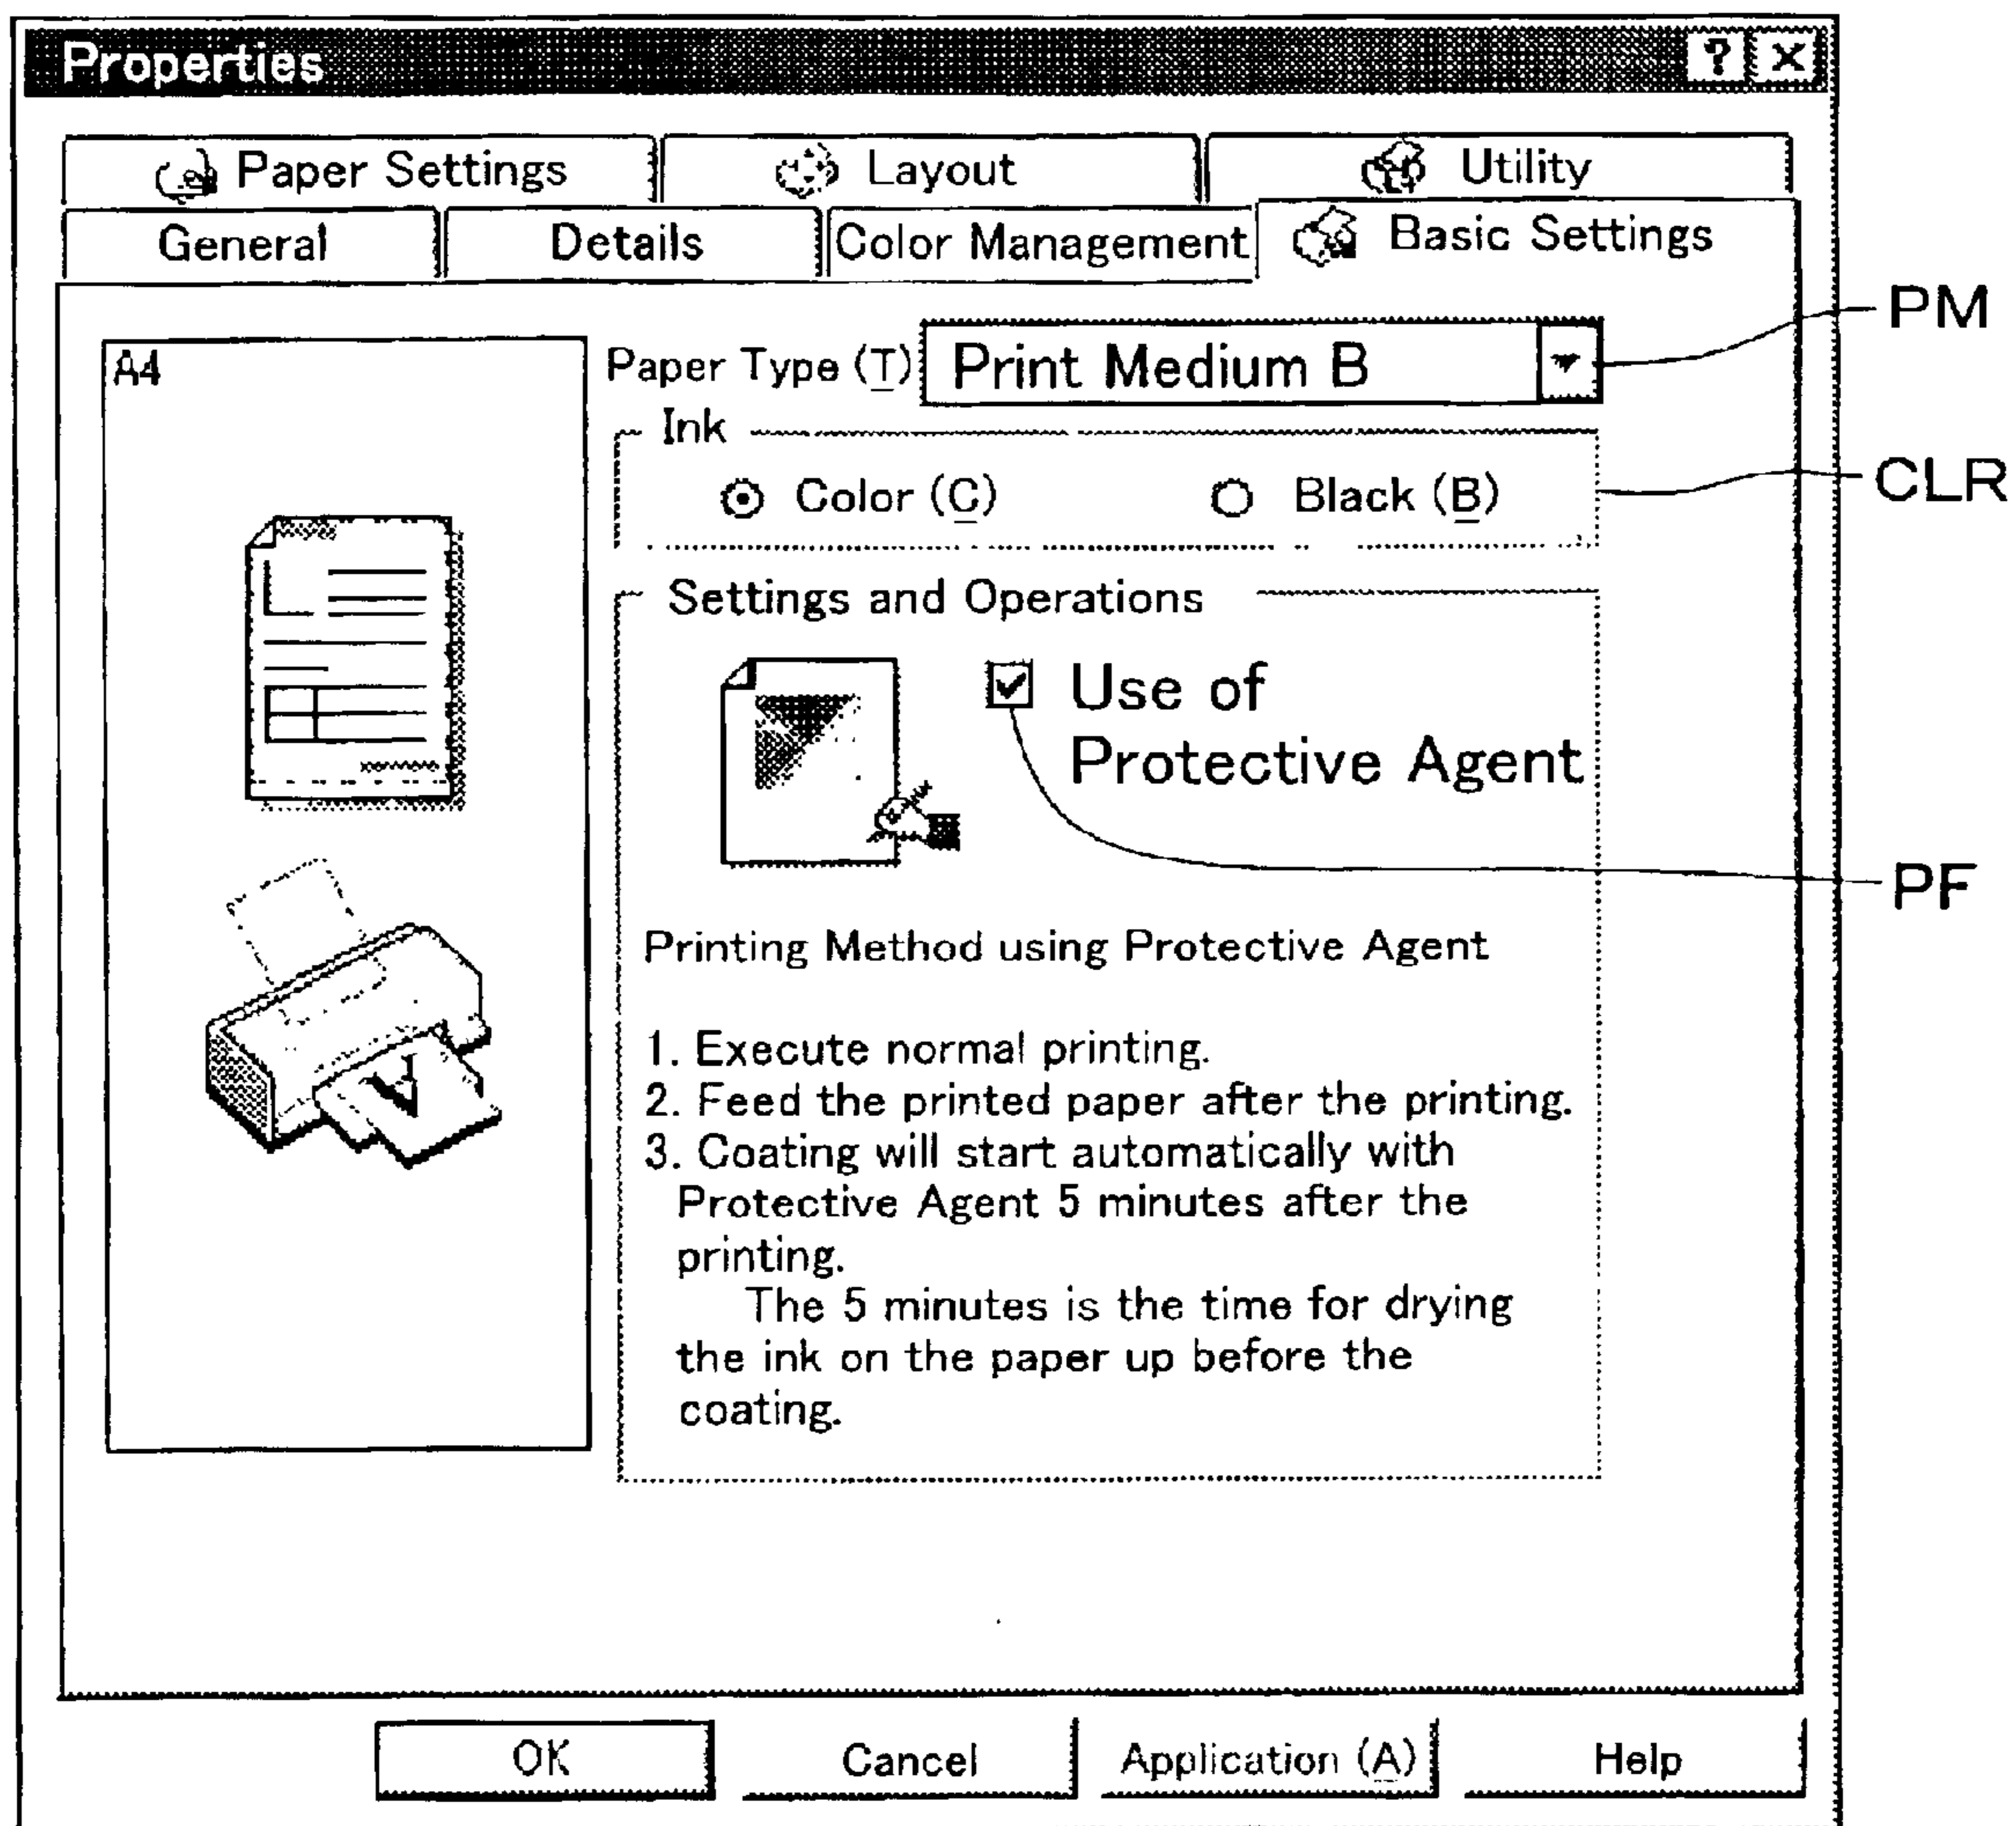 Properties
? ×
Paper Settings
Layout
Utility
General
Details
Color Management
Basic Settings
PM
A4
Paper Type (T)
Print Medium B
Ink
Color (C)
Black (B)
CLR
Settings and Operations
Use of
Protective Agent
PF
Printing Method using Protective Agent
1. Execute normal printing.
2. Feed the printed paper after the printing.
3. Coating will start automatically with
Protective Agent 5 minutes after the
printing.
The 5 minutes is the time for drying
the ink on the paper up before the
coating.
OK
Cancel
Application (A)
Help